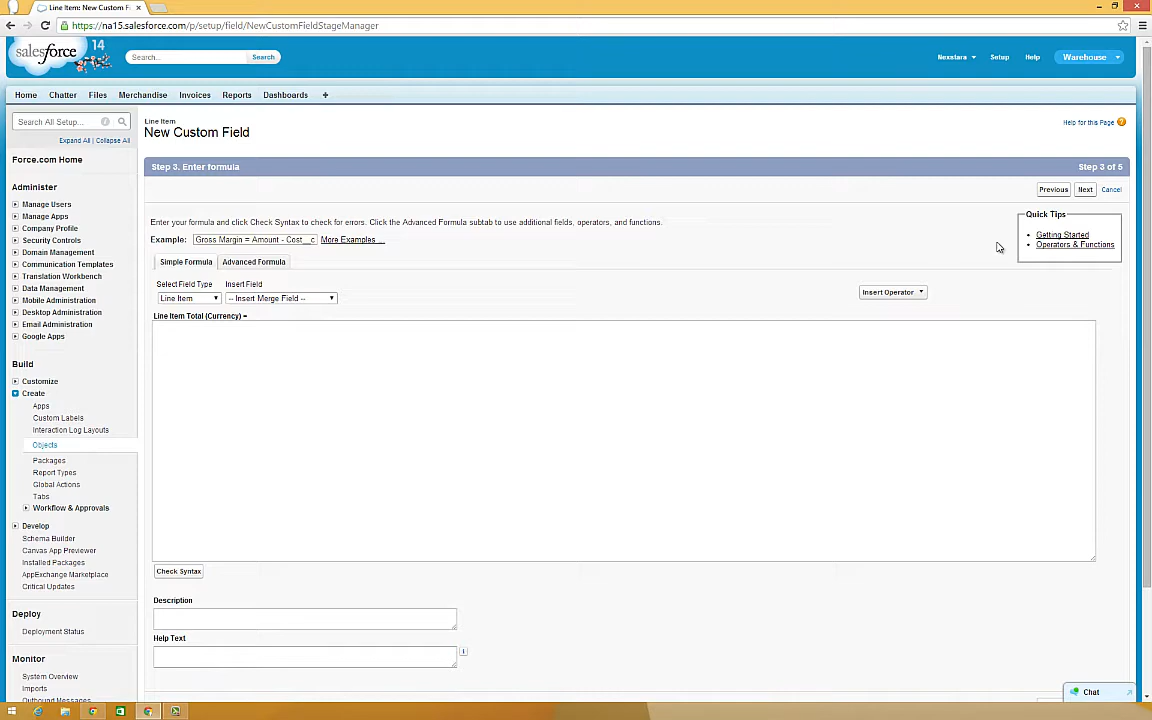 Line Item: New Custom F
https://na15.salesforce.com/p/setup/field/NewCustomFieldStageManager
salesforce 14
Search...
Search
Nexstara
Setup
Help
Warehouse
Home
Chatter
Files
Merchandise
Invoices
Reports
Dashboards
+
Search All Setup...
Expand All | Collapse All
Force.com Home
Administer
Manage Users
Manage Apps
Company Profile
Security Controls
Domain Management
Communication Templates
Translation Workbench
Data Management
Mobile Administration
Desktop Administration
Email Administration
Google Apps
Build
Customize
Create
Apps
Custom Labels
Interaction Log Layouts
Objects
Packages
Report Types
Global Actions
Tabs
Workflow & Approvals
Develop
Schema Builder
Canvas App Previewer
Installed Packages
AppExchange Marketplace
Critical Updates
Deploy
Deployment Status
Monitor
System Overview
Imports
Outbound Messages
Line Item
New Custom Field
Help for this Page ?
Step 3. Enter formula
Step 3 of 5
Previous
Next
Cancel
Enter your formula and click Check Syntax to check for errors. Click the Advanced Formula subtab to use additional fields, operators, and functions.
Example: Gross Margin = Amount - Cost__c More Examples ...
Quick Tips
Getting Started
Operators & Functions
Simple Formula
Advanced Formula
Select Field Type
Insert Field
Line Item
-- Insert Merge Field --
Insert Operator
Line Item Total (Currency) =
Check Syntax
Description
Help Text
i
Chat